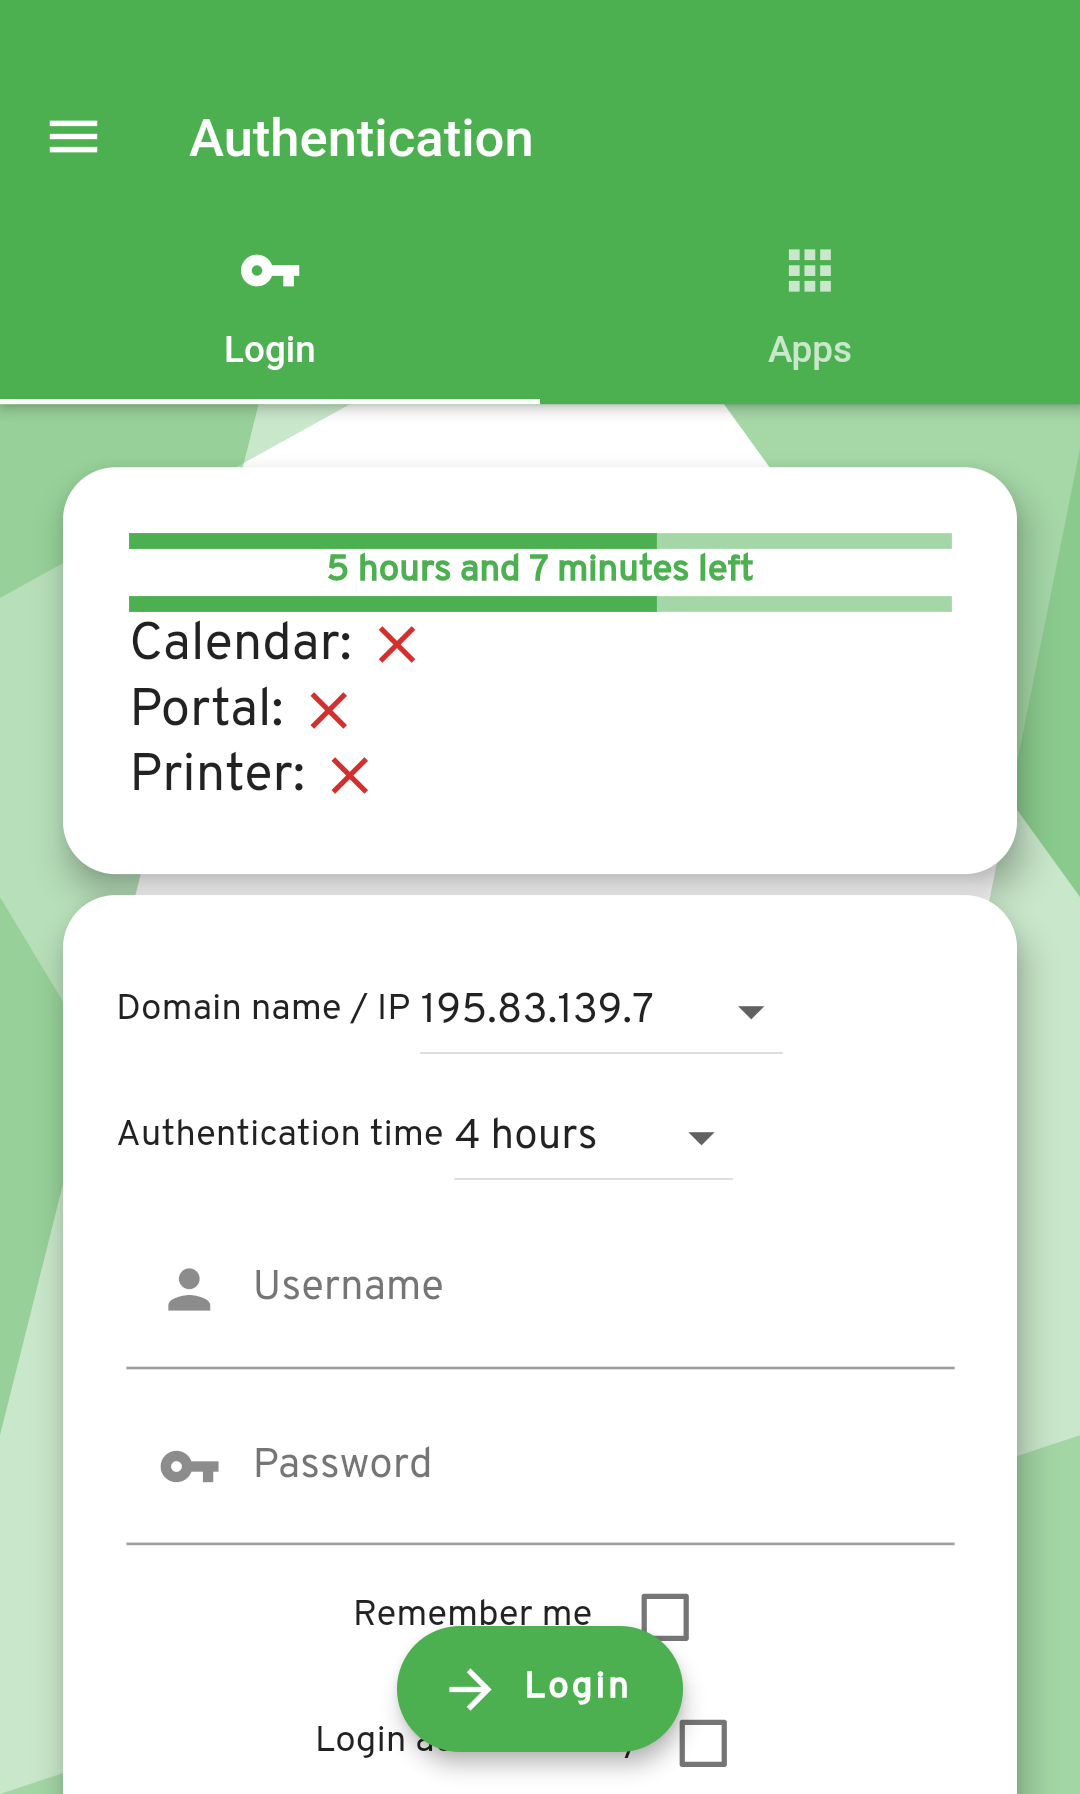 Authentication
Login
Apps
5 hours and 7 minutes left
Calendar:
Portal:
Printer:
Domain name / IP 195.83.139.7
Authentication time 4 hours
Username
Password
Remember me
Login
Login